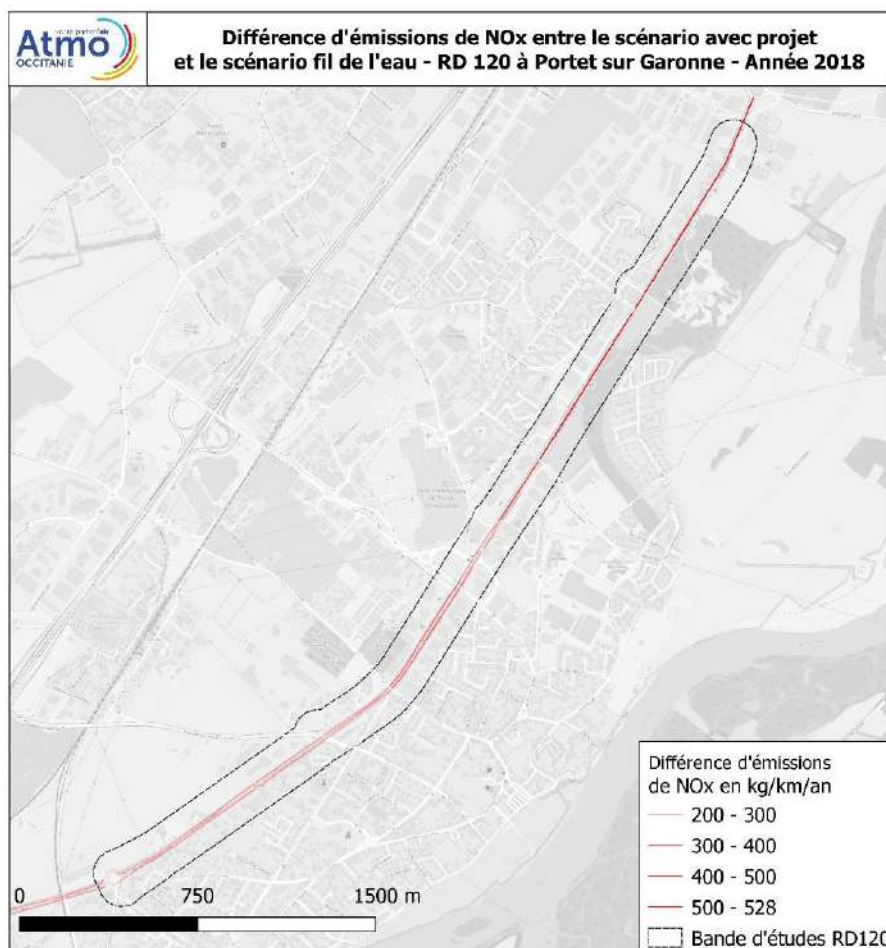 Atmo
OCCITANIE
Différence d'émissions de NOx entre le scénario avec projet
et le scénario fil de l'eau - RD 120 à Portet sur Garonne - Année 2018
Différence d'émissions
de NOx en kg/km/an
200 - 300
300 - 400
400 - 500
500 - 528
Bande d'études RD120
0 750 1500 m